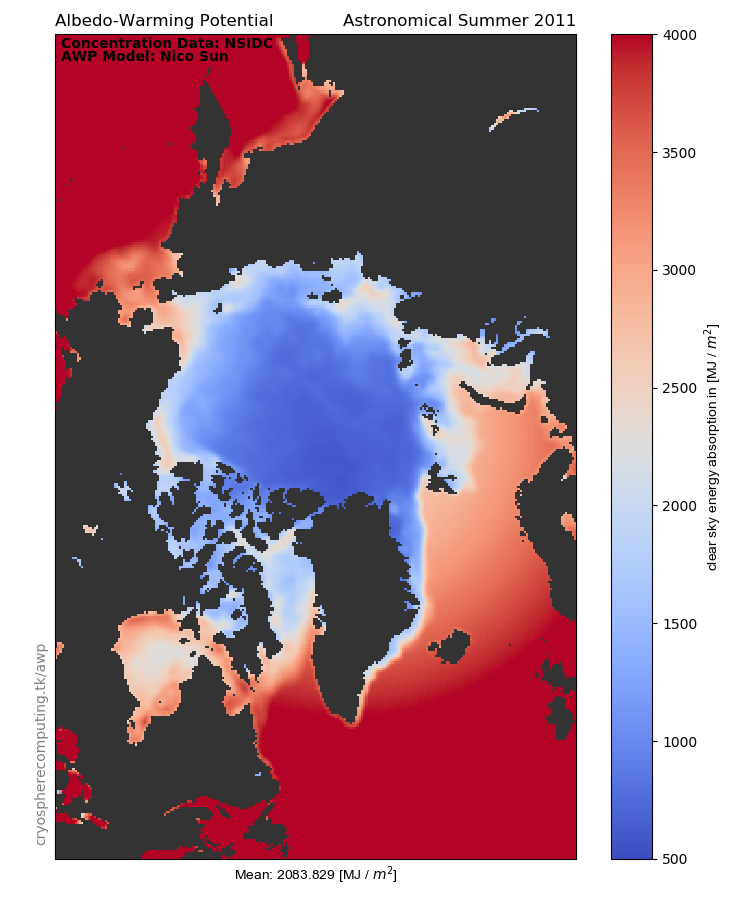 Albedo-Warming Potential Astronomical Summer 2011
Concentration Data: NSIDC
AWP Model: Nico Sun
4000
3500
3000
2500
2000
1500
1000
500
clear sky energy absorption in [MJ / m²]
cryospherecomputing.tk/awp
Mean: 2083.829 [MJ / m²]